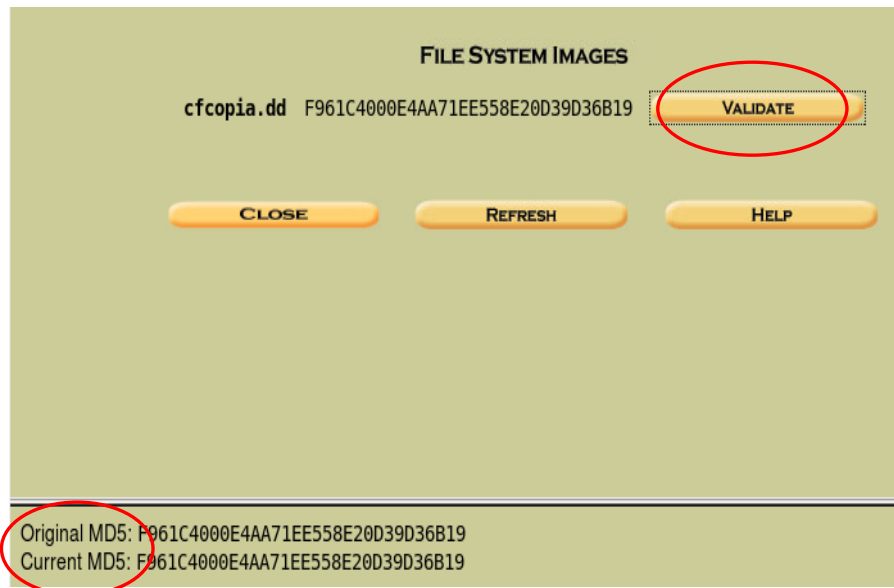 FILE SYSTEM IMAGES
cfcopia.dd F961C4000E4AA71EE558E20D39D36B19 VALIDATE
CLOSE REFRESH HELP
Original MD5: F961C4000E4AA71EE558E20D39D36B19
Current MD5: F961C4000E4AA71EE558E20D39D36B19